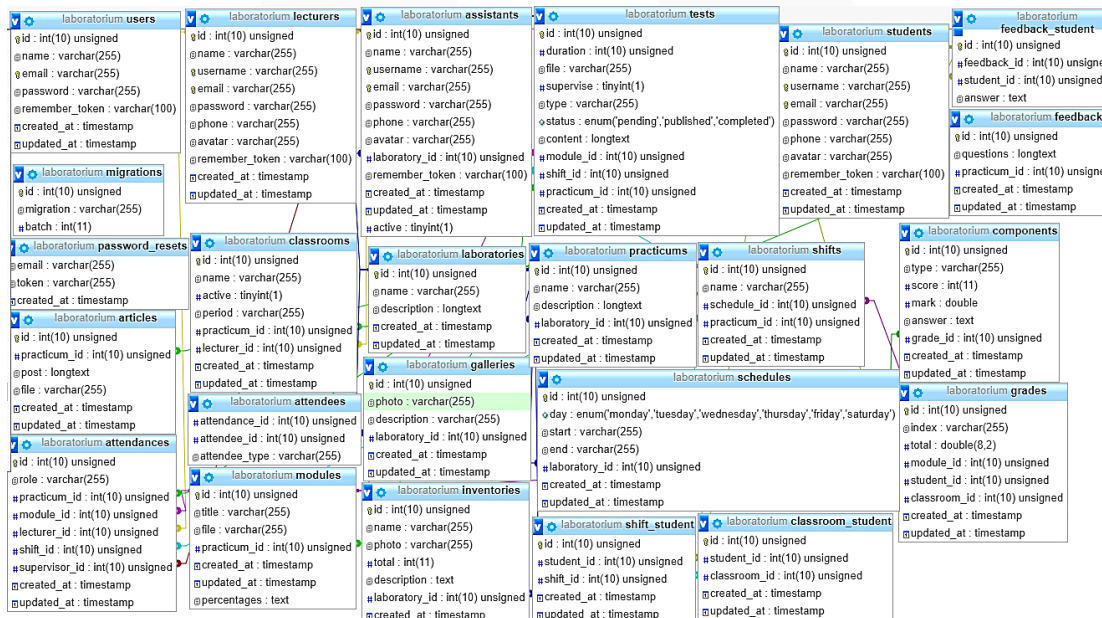 laboratorium users
id : int(10) unsigned
name : varchar(255)
email : varchar(255)
password : varchar(255)
remember_token : varchar(100)
created_at : timestamp
updated_at : timestamp
laboratorium migrations
id : int(10) unsigned
migration : varchar(255)
batch : int(11)
laboratorium password_resets
email : varchar(255)
token : varchar(255)
created_at : timestamp
laboratorium articles
id : int(10) unsigned
practicum_id : int(10) unsigned
post : longtext
file : varchar(255)
created_at : timestamp
updated_at : timestamp
laboratorium attendances
id : int(10) unsigned
role : varchar(255)
practicum_id : int(10) unsigned
module_id : int(10) unsigned
lecturer_id : int(10) unsigned
shift_id : int(10) unsigned
supervisor_id : int(10) unsigned
created_at : timestamp
updated_at : timestamp
laboratorium lecturers
id : int(10) unsigned
name : varchar(255)
username : varchar(255)
email : varchar(255)
password : varchar(255)
phone : varchar(255)
avatar : varchar(255)
remember_token : varchar(100)
created_at : timestamp
updated_at : timestamp
laboratorium classrooms
id : int(10) unsigned
name : varchar(255)
active : tinyint(1)
period : varchar(255)
practicum_id : int(10) unsigned
lecturer_id : int(10) unsigned
created_at : timestamp
updated_at : timestamp
laboratorium attendees
attendance_id : int(10) unsigned
attendee_id : int(10) unsigned
attendee_type : varchar(255)
laboratorium modules
id : int(10) unsigned
title : varchar(255)
file : varchar(255)
practicum_id : int(10) unsigned
created_at : timestamp
updated_at : timestamp
percentages : text
laboratorium assistants
id : int(10) unsigned
name : varchar(255)
username : varchar(255)
email : varchar(255)
password : varchar(255)
phone : varchar(255)
avatar : varchar(255)
laboratory_id : int(10) unsigned
remember_token : varchar(100)
created_at : timestamp
updated_at : timestamp
active : tinyint(1)
laboratorium laboratories
id : int(10) unsigned
name : varchar(255)
description : longtext
created_at : timestamp
updated_at : timestamp
laboratorium galleries
id : int(10) unsigned
photo : varchar(255)
description : varchar(255)
laboratory_id : int(10) unsigned
created_at : timestamp
updated_at : timestamp
laboratorium inventories
id : int(10) unsigned
name : varchar(255)
photo : varchar(255)
total : int(11)
description : text
laboratory_id : int(10) unsigned
created_at : timestamp
laboratorium tests
id : int(10) unsigned
duration : int(10) unsigned
file : varchar(255)
supervise : tinyint(1)
type : varchar(255)
status : enum('pending','published','completed')
content : longtext
module_id : int(10) unsigned
shift_id : int(10) unsigned
practicum_id : int(10) unsigned
created_at : timestamp
updated_at : timestamp
laboratorium practicums
id : int(10) unsigned
name : varchar(255)
description : longtext
laboratory_id : int(10) unsigned
created_at : timestamp
updated_at : timestamp
laboratorium shifts
id : int(10) unsigned
name : varchar(255)
schedule_id : int(10) unsigned
practicum_id : int(10) unsigned
created_at : timestamp
updated_at : timestamp
laboratorium schedules
id : int(10) unsigned
day : enum('monday','tuesday','wednesday','thursday','friday','saturday')
start : varchar(255)
end : varchar(255)
laboratory_id : int(10) unsigned
created_at : timestamp
updated_at : timestamp
laboratorium shift_student
id : int(10) unsigned
student_id : int(10) unsigned
shift_id : int(10) unsigned
created_at : timestamp
updated_at : timestamp
laboratorium classroom_student
id : int(10) unsigned
student_id : int(10) unsigned
classroom_id : int(10) unsigned
created_at : timestamp
updated_at : timestamp
laboratorium students
id : int(10) unsigned
name : varchar(255)
username : varchar(255)
email : varchar(255)
password : varchar(255)
phone : varchar(255)
avatar : varchar(255)
remember_token : varchar(100)
created_at : timestamp
updated_at : timestamp
laboratorium
feedback_student
id : int(10) unsigned
feedback_id : int(10) unsigned
student_id : int(10) unsigned
answer : text
laboratorium feedback
id : int(10) unsigned
questions : longtext
practicum_id : int(10) unsigned
created_at : timestamp
updated_at : timestamp
laboratorium components
id : int(10) unsigned
type : varchar(255)
score : int(11)
mark : double
answer : text
grade_id : int(10) unsigned
created_at : timestamp
updated_at : timestamp
laboratorium grades
id : int(10) unsigned
index : varchar(255)
total : double(8,2)
module_id : int(10) unsigned
student_id : int(10) unsigned
classroom_id : int(10) unsigned
created_at : timestamp
updated_at : timestamp